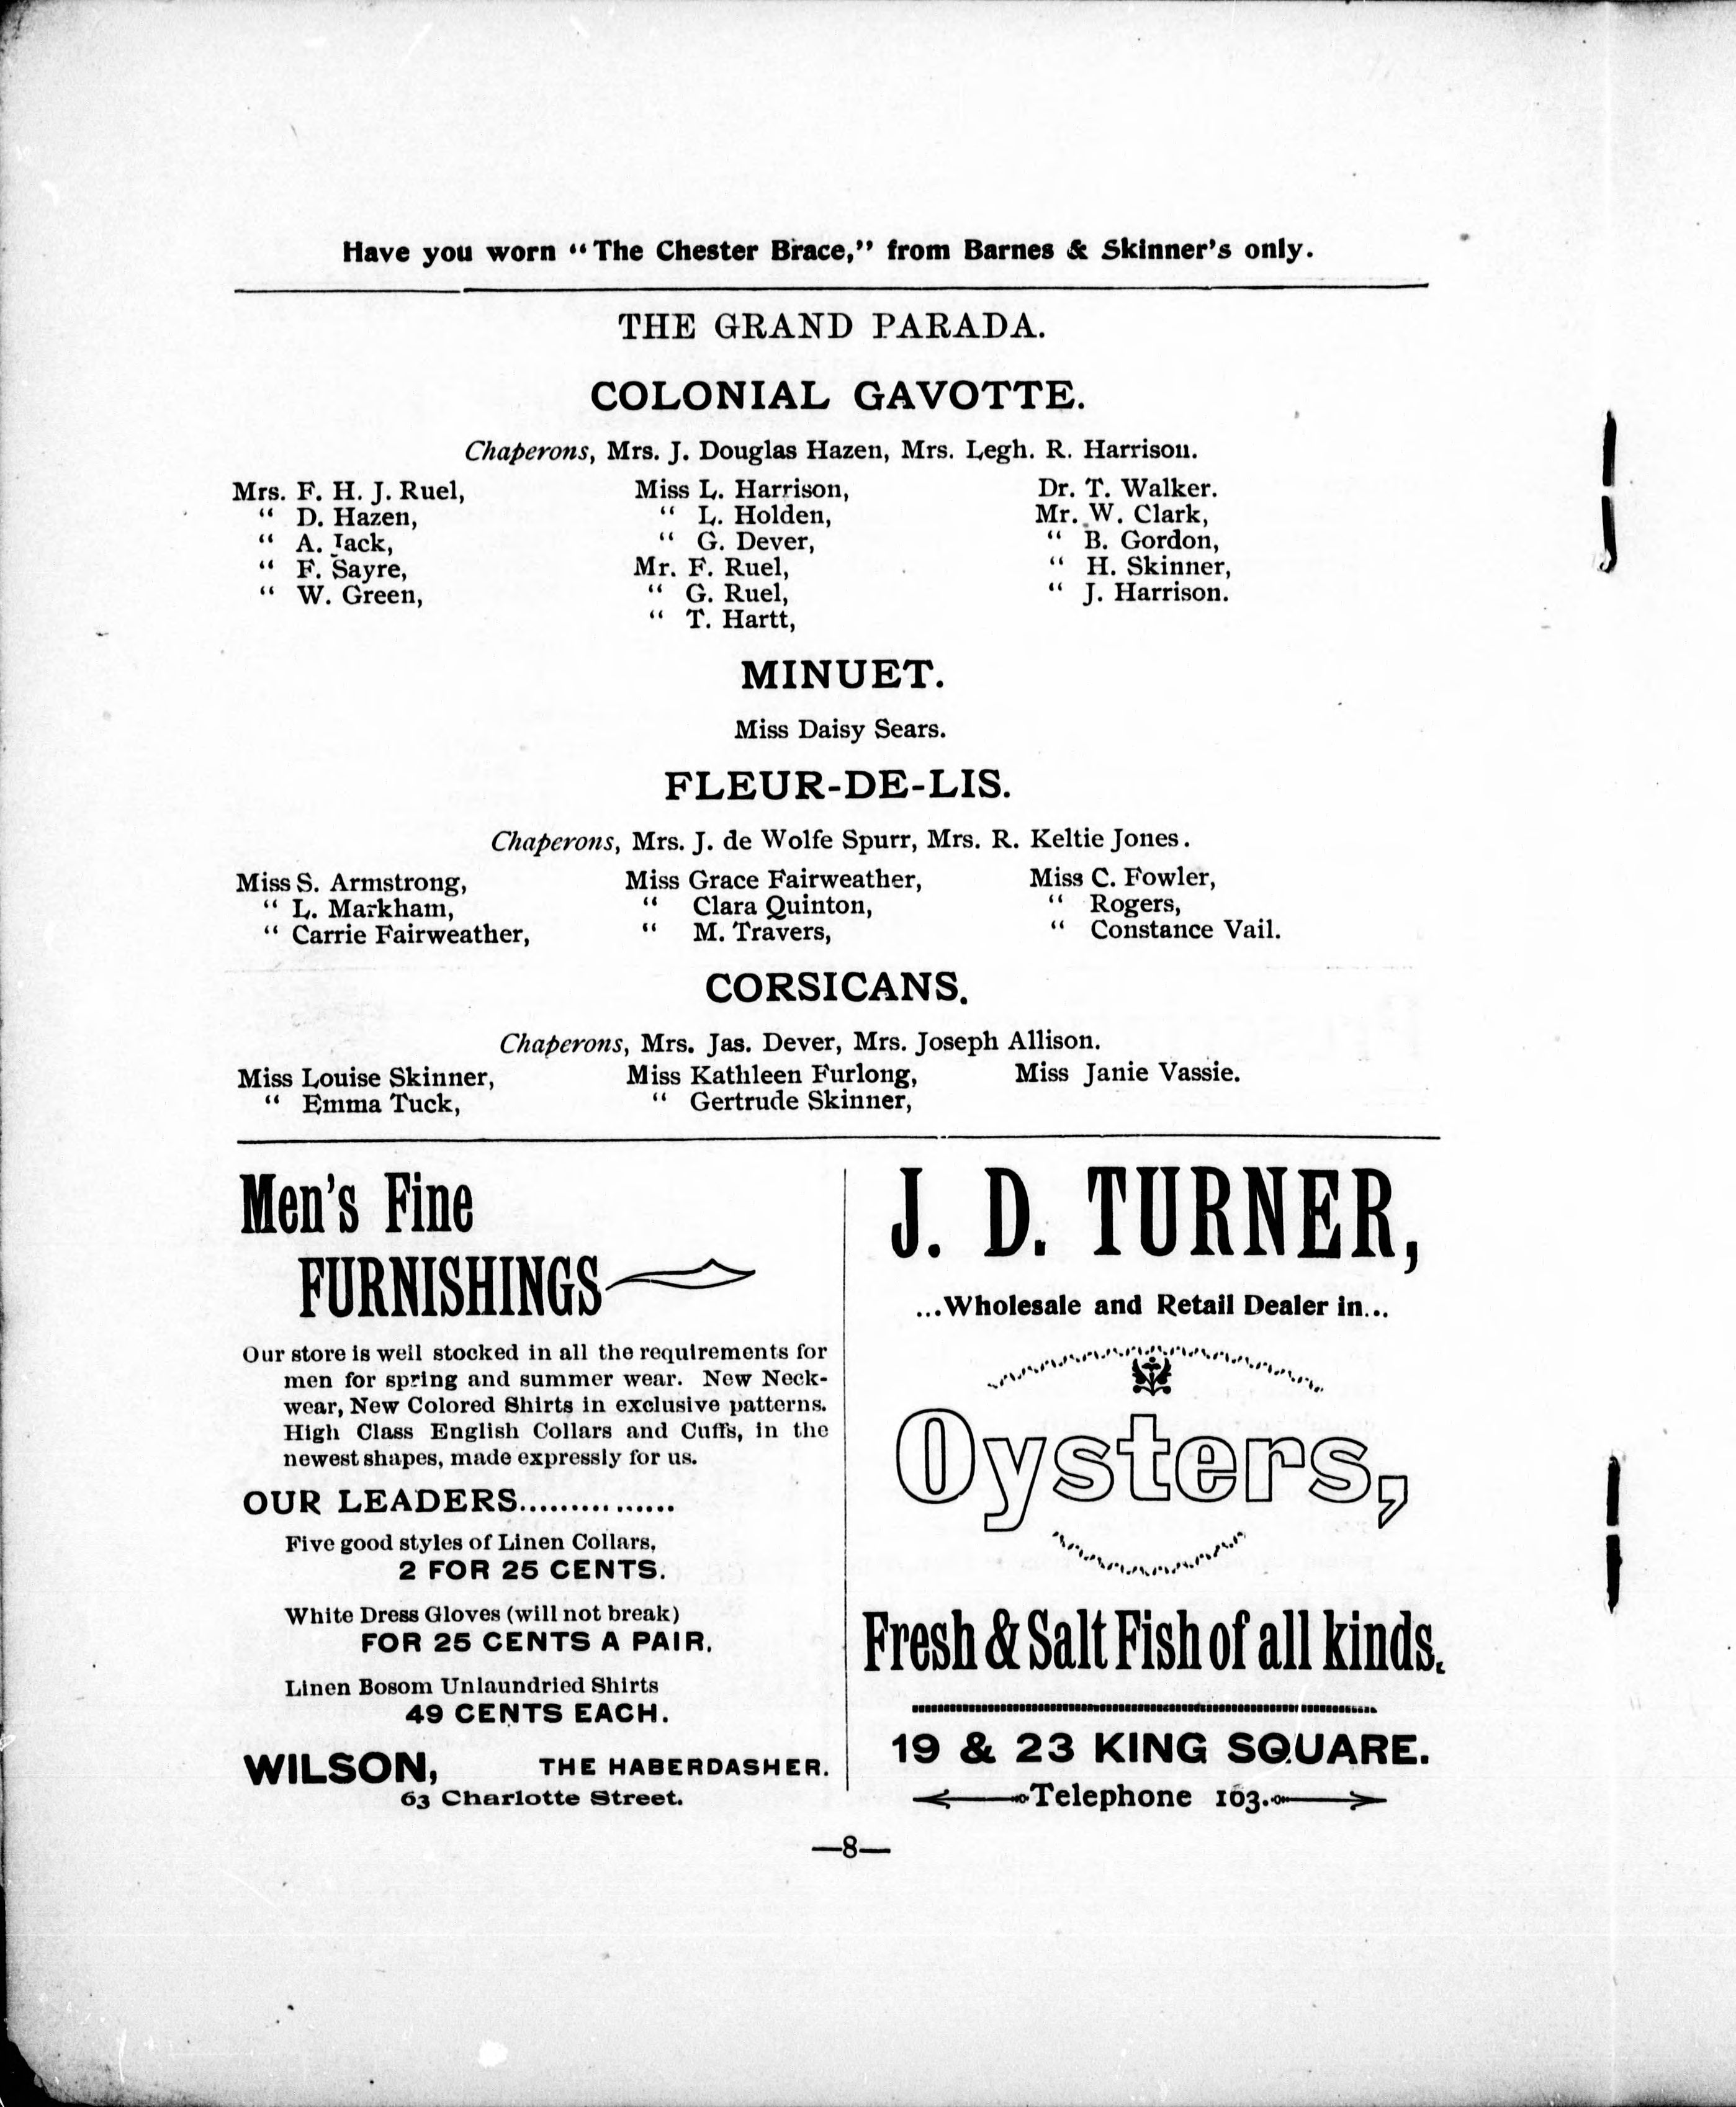 Have you worn “The Chester Brace,” from Barnes & Skinner’s only.
THE GRAND PARADA.
COLONIAL GAVOTTE.
Chaperons, Mrs. J. Douglas Hazen, Mrs. Legh. R. Harrison.
Mrs. F. H. J. Ruel,
“ D. Hazen,
“ A. Jack,
“ F. Sayre,
“ W. Green,
Miss L. Harrison,
“ L. Holden,
“ G. Dever,
Mr. F. Ruel,
“ G. Ruel,
“ T. Hartt,
Dr. T. Walker.
Mr. W. Clark,
“ B. Gordon,
“ H. Skinner,
“ J. Harrison.
MINUET.
Miss Daisy Sears.
FLEUR-DE-LIS.
Chaperons, Mrs. J. de Wolfe Spurr, Mrs. R. Keltie Jones.
Miss S. Armstrong,
“ L. Markham,
“ Carrie Fairweather,
Miss Grace Fairweather,
“ Clara Quinton,
“ M. Travers,
Miss C. Fowler,
“ Rogers,
“ Constance Vail.
CORSICANS.
Chaperons, Mrs. Jas. Dever, Mrs. Joseph Allison.
Miss Louise Skinner,
“ Emma Tuck,
Miss Kathleen Furlong,
“ Gertrude Skinner,
Miss Janie Vassie.
Men’s Fine
FURNISHINGS
Our store is well stocked in all the requirements for
men for spring and summer wear. New Neck-
wear, New Colored Shirts in exclusive patterns.
High Class English Collars and Cuffs, in the
newest shapes, made expressly for us.
OUR LEADERS...............
Five good styles of Linen Collars,
2 FOR 25 CENTS.
White Dress Gloves (will not break)
FOR 25 CENTS A PAIR.
Linen Bosom Unlaundried Shirts
49 CENTS EACH.
WILSON, THE HABERDASHER.
63 Charlotte Street.
J. D. TURNER,
...Wholesale and Retail Dealer in...
Oysters,
Fresh & Salt Fish of all kinds.
19 & 23 KING SQUARE.
Telephone 163.
—8—